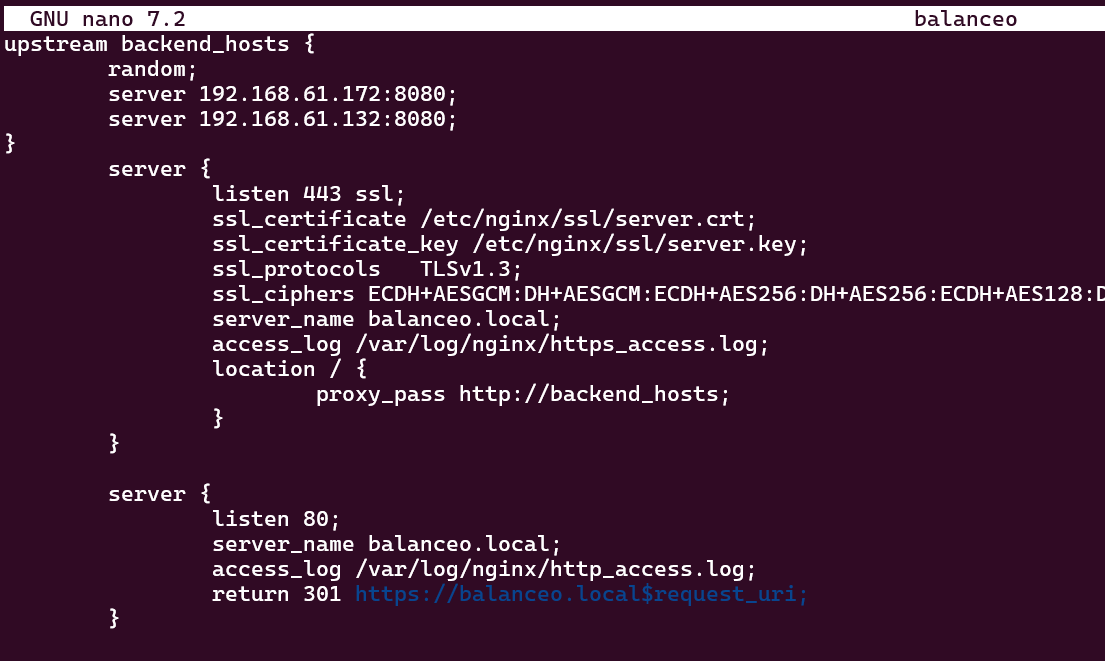 GNU nano 7.2 balanceo
upstream backend_hosts {
random;
server 192.168.61.172:8080;
server 192.168.61.132:8080;
}
server {
listen 443 ssl;
ssl_certificate /etc/nginx/ssl/server.crt;
ssl_certificate_key /etc/nginx/ssl/server.key;
ssl_protocols TLSv1.3;
ssl_ciphers ECDH+AESGCM:DH+AESGCM:ECDH+AES256:DH+AES256:ECDH+AES128:D
server_name balanceo.local;
access_log /var/log/nginx/https_access.log;
location / {
proxy_pass http://backend_hosts;
}
}
server {
listen 80;
server_name balanceo.local;
access_log /var/log/nginx/http_access.log;
return 301 https://balanceo.local$request_uri;
}